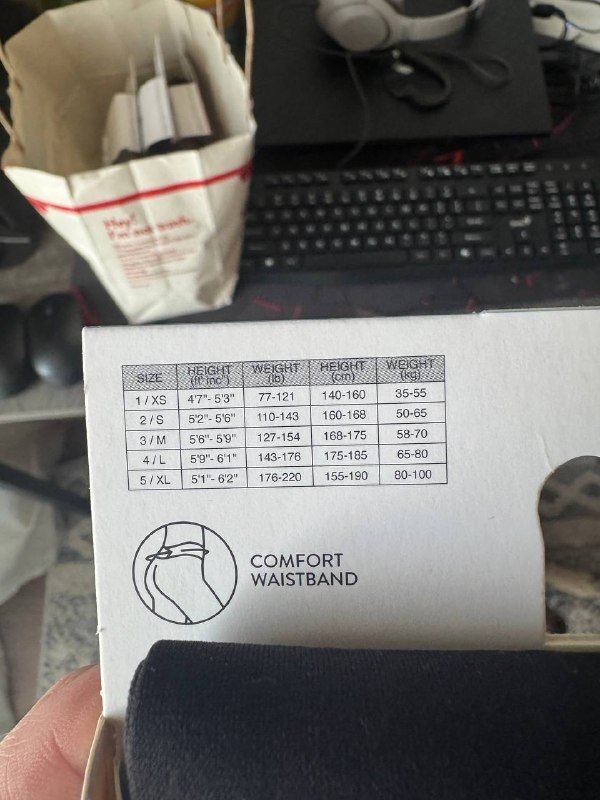 Hey!
I'm not trash.
SIZE HEIGHT (ft' inc") WEIGHT (lb) HEIGHT (cm) WEIGHT (kg)
1 / XS 4'7"- 5'3" 77-121 140-160 35-55
2 / S 5'2"- 5'6" 110-143 160-168 50-65
3 / M 5'6"- 5'9" 127-154 168-175 58-70
4 / L 5'9"- 6'1" 143-176 175-185 65-80
5 / XL 5'1"- 6'2" 176-220 155-190 80-100
COMFORT
WAISTBAND